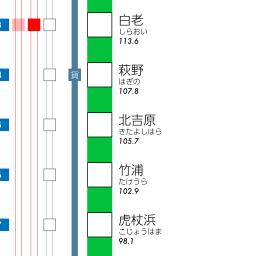 白老
しらおい
113.6
萩野
はぎの
107.8
貨
北吉原
きたよしはら
105.7
竹浦
たけうら
102.9
虎杖浜
こじょうはま
98.1